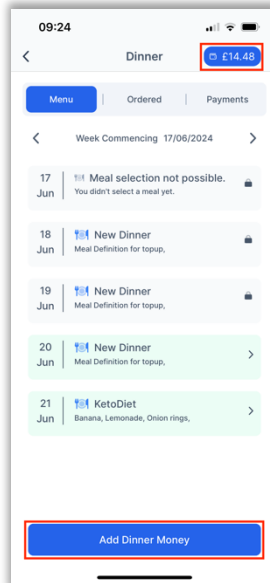 09:24
Dinner
£14.48
Menu
Ordered
Payments
Week Commencing 17/06/2024
17
Jun
Meal selection not possible.
You didn't select a meal yet.
18
Jun
New Dinner
Meal Definition for topup,
19
Jun
New Dinner
Meal Definition for topup,
20
Jun
New Dinner
Meal Definition for topup,
21
Jun
KetoDiet
Banana, Lemonade, Onion rings,
Add Dinner Money